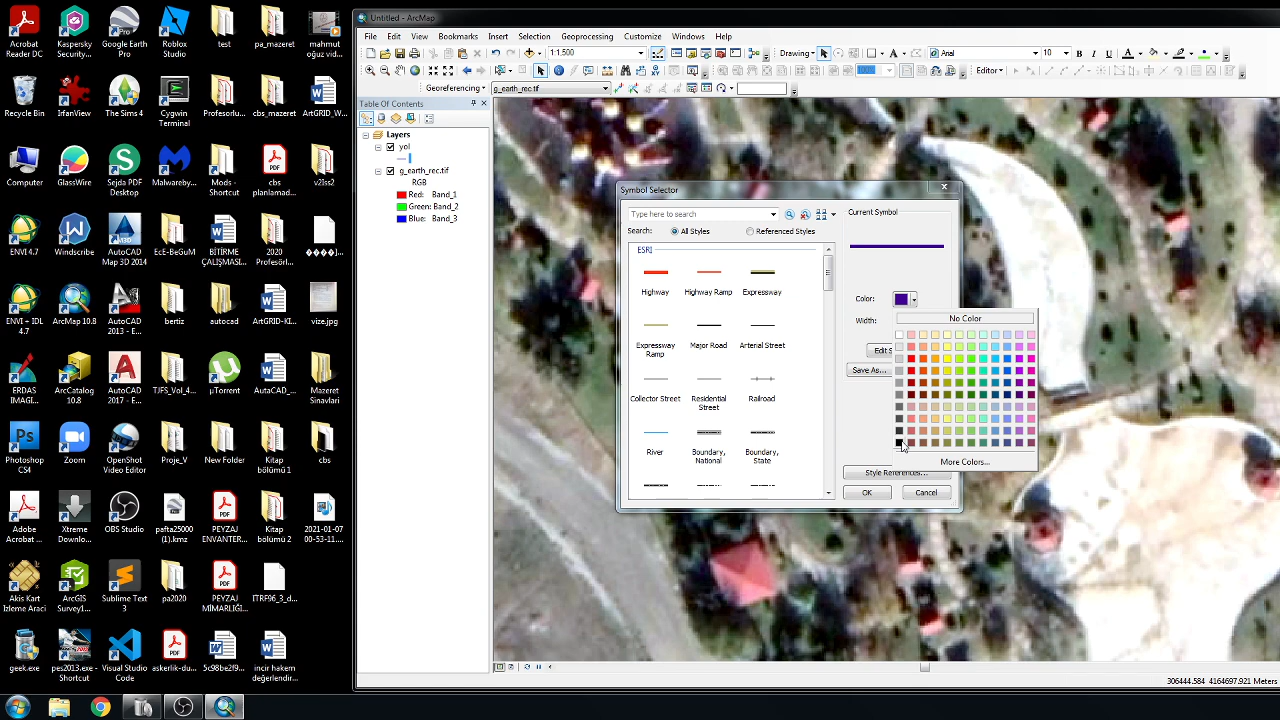 Acrobat Reader DC
Kaspersky Security...
Google Earth Pro
Roblox Studio
test
pa_mazeret
mahmut oğuz vid...
Recycle Bin
IrfanView
The Sims 4
Cygwin Terminal
Profesorlu...
cbs_mazeret
ArtGRID_W...
Computer
GlassWire
Sejda PDF Desktop
Malwareby...
Mods - Shortcut
cbs planlamad...
v2lss2
ENVI 4.7
Windscribe
AutoCAD Map 3D 2014
EcE-BeGuM
BİTİRME ÇALIŞMASI...
2020 Profesörl...
����]...
ENVI + IDL 4.7
ArcMap 10.8
AutoCAD 2013 - E...
bertiz
autocad
ArtGRID-KI...
vize.jpg
ERDAS IMAGI...
ArcCatalog 10.8
AutoCAD 2017 - E...
TJFS_Vol_4...
µTorrent
AutaCAD_...
Mazeret Sinavlari
Photoshop CS4
Zoom
OpenShot Video Editor
Proje_V
New Folder
Kitap bölümü 1
cbs
Adobe Acrobat ...
Xtreme Downlo...
OBS Studio
pafta25000 (1).kmz
PEYZAJ ENVANTER...
Kitap bölümü 2
2021-01-07 00-53-11...
Akis Kart Izleme Araci
ArcGIS Survey1...
Sublime Text 3
pa2020
PEYZAJ MİMARLIĞI...
ITRF96_3_d...
geek.exe
pes2013.exe - Shortcut
Visual Studio Code
askerlik-du...
5c98be2f9...
incir hakem değerlendir...
Untitled - ArcMap
File Edit View Bookmarks Insert Selection Geoprocessing Customize Windows Help
1:1,500
Drawing
A
Arial
10
B I U A
Editor
Georeferencing
g_earth_rec.tif
Table Of Contents
Layers
yol
g_earth_rec.tif
RGB
Red: Band_1
Green: Band_2
Blue: Band_3
Symbol Selector
Type here to search
Search: All Styles Referenced Styles
ESRI
Highway
Highway Ramp
Expressway
Expressway Ramp
Major Road
Arterial Street
Collector Street
Residential Street
Railroad
River
Boundary, National
Boundary, State
Current Symbol
Color:
Width:
Edit S
Save As...
Style References...
OK
Cancel
No Color
More Colors...
306444.584 4164697.921 Meters